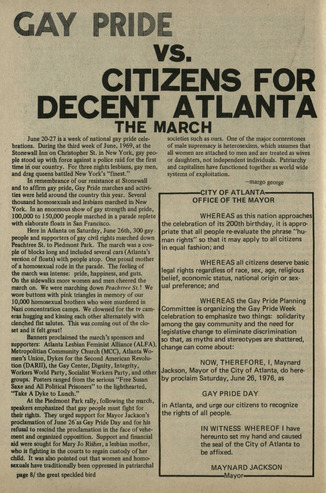 GAY PRIDE
VS.
CITIZENS FOR
DECENT ATLANTA
THE MARCH
June 20-27 is a week of national gay pride cele-
brations. During the third week of June, 1969, at the
Stonewall Inn on Christopher St. in New York, gay peo-
ple stood up with force against a police raid for the first
time in our country. For three nights lesbians, gay men,
and drag queens battled New York's "finest."
In remembrance of our resistance at Stonewall
and to affirm gay pride, Gay Pride marches and activi-
ties were held around the country this year. Several
thousand homosexuals and lesbians marched in New
York. In an enormous show of gay strength and pride,
100,000 to 150,000 people marched in a parade replete
with elaborate floats in San Francisco.
Here in Atlanta on Saturday, June 26th, 300 gay
people and supporters of gay civil rights marched down
Peachtree St. to Piedmont Park. The march was a cou-
ple of blocks long and included several cars (Atlanta's
version of floats) with people atop. One proud mother
of a homosexual rode in the parade. The feeling of
the march was intense: pride, happiness, and guts.
On the sidewalks more women and men cheered the
march on. We were marching down Peachtree St.! We
wore buttons with pink triangles in memory of our
10,000 homosexual brothers who were murdered in
Nazi concentration camps. We clowned for the tv cam-
eras hugging and kissing each other alternately with
clenched fist salutes. This was coming out of the clo-
set and it felt great!
Banners proclaimed the march's sponsors and
supporters: Atlanta Lesbian Feminist Alliance (ALFA),
Metropolitan Community Church (MCC), Atlanta Wo-
men's Union, Dykes for the Second American Revolu-
tion (DARII), the Gay Center, Dignity, Integrity,
Workers World Party, Socialist Workers Party, and other
groups. Posters ranged from the serious "Free Susan
Saxe and All Political Prisoners" to the lighthearted,
"Take A Dyke to Lunch."
At the Piedmont Park rally, following the march,
speakers emphasized that gay people must fight for
their rights. They urged support for Mayor Jackson's
proclamation of June 26 as Gay Pride Day and for his
refusal to rescind the proclamation in the face of vehe-
ment and organized opposition. Support and financial
aid were sought for Mary Jo Risher, a lesbian mother,
who is fighting in the courts to regain custody of her
child. It was also pointed out that women and homo-
sexuals have traditionally been oppressed in patriarchal
societies such as ours. One of the major cornerstones
of male supremacy is heterosexism, which assumes that
all women are attached to men and are treated as wives
or daughters, not independent individuals. Patriarchy
and capitalism have functioned together as world wide
systems of exploitation.
—margo george
CITY OF ATLANTA
OFFICE OF THE MAYOR
WHEREAS as this nation approaches
the celebration of its 200th birthday, it is appro-
priate that all people re-evaluate the phrase "hu-
man rights" so that it may apply to all citizens
in equal fashion; and
WHEREAS all citizens deserve basic
legal rights regardless of race, sex, age, religious
belief, economic status, national origin or sex-
ual preference; and
WHEREAS the Gay Pride Planning
Committee is organizing the Gay Pride Week
celebration to emphasize two things: solidarity
among the gay community and the need for
legislative change to eliminate discrimination
so that, as myths and stereotypes are shattered,
change can come about:
NOW, THEREFORE, I, Maynard
Jackson, Mayor of the City of Atlanta, do here-
by proclaim Saturday, June 26, 1976, as
GAY PRIDE DAY
in Atlanta, and urge our citizens to recognize
the rights of all people.
IN WITNESS WHEREOF I have
hereunto set my hand and caused
the seal of the City of Atlanta to
be affixed.
MAYNARD JACKSON
Mayor
page 8/ the great speckled bird